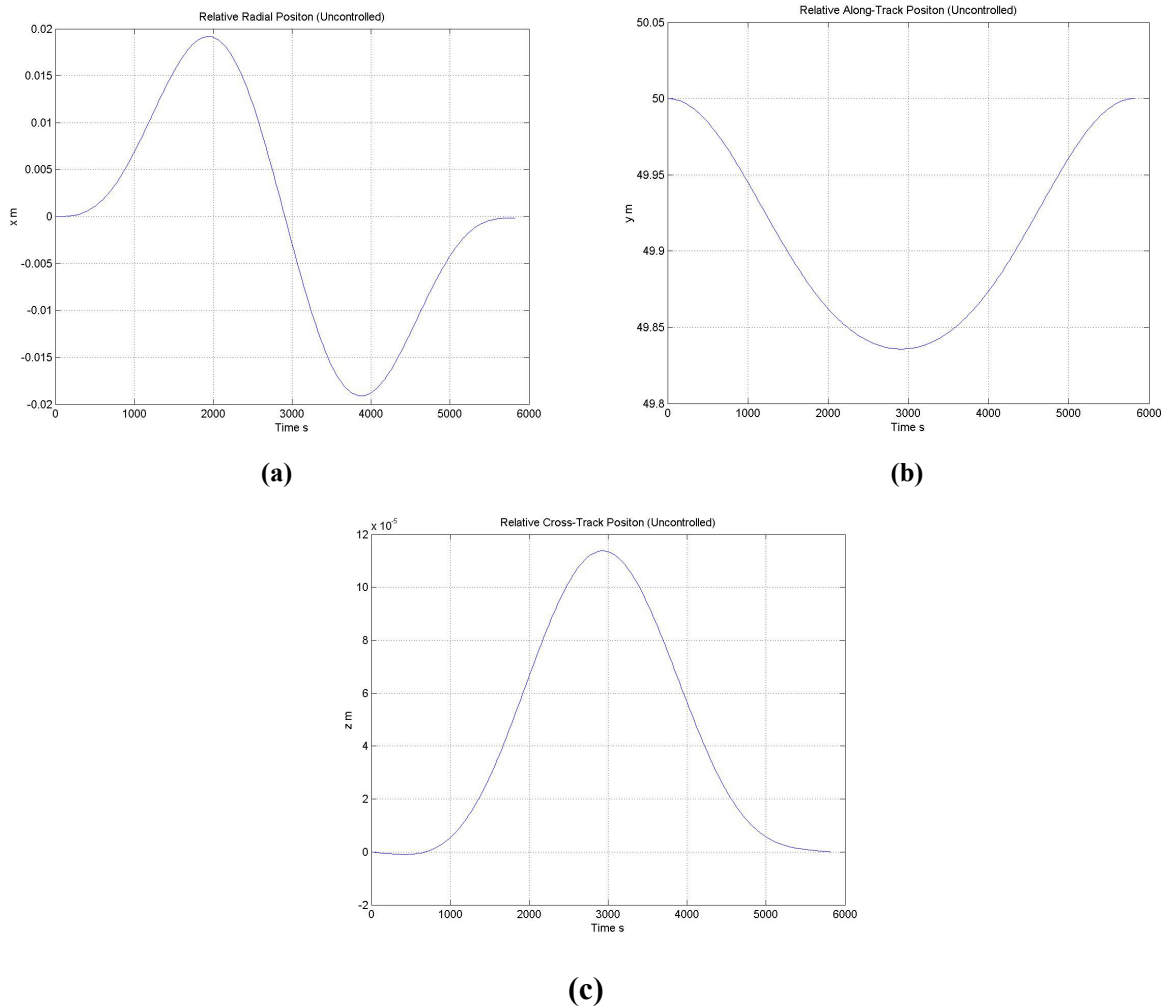 Relative Radial Positon (Uncontrolled)
0.02
0.015
0.01
0.005
0
-0.005
-0.01
-0.015
-0.02
x m
0 1000 2000 3000 4000 5000 6000
Time s
(a)
Relative Along-Track Positon (Uncontrolled)
50.05
50
49.95
49.9
49.85
49.8
y m
0 1000 2000 3000 4000 5000 6000
Time s
(b)
Relative Cross-Track Positon (Uncontrolled)
x 10⁻⁵
12
10
8
6
4
2
0
-2
z m
0 1000 2000 3000 4000 5000 6000
Time s
(c)